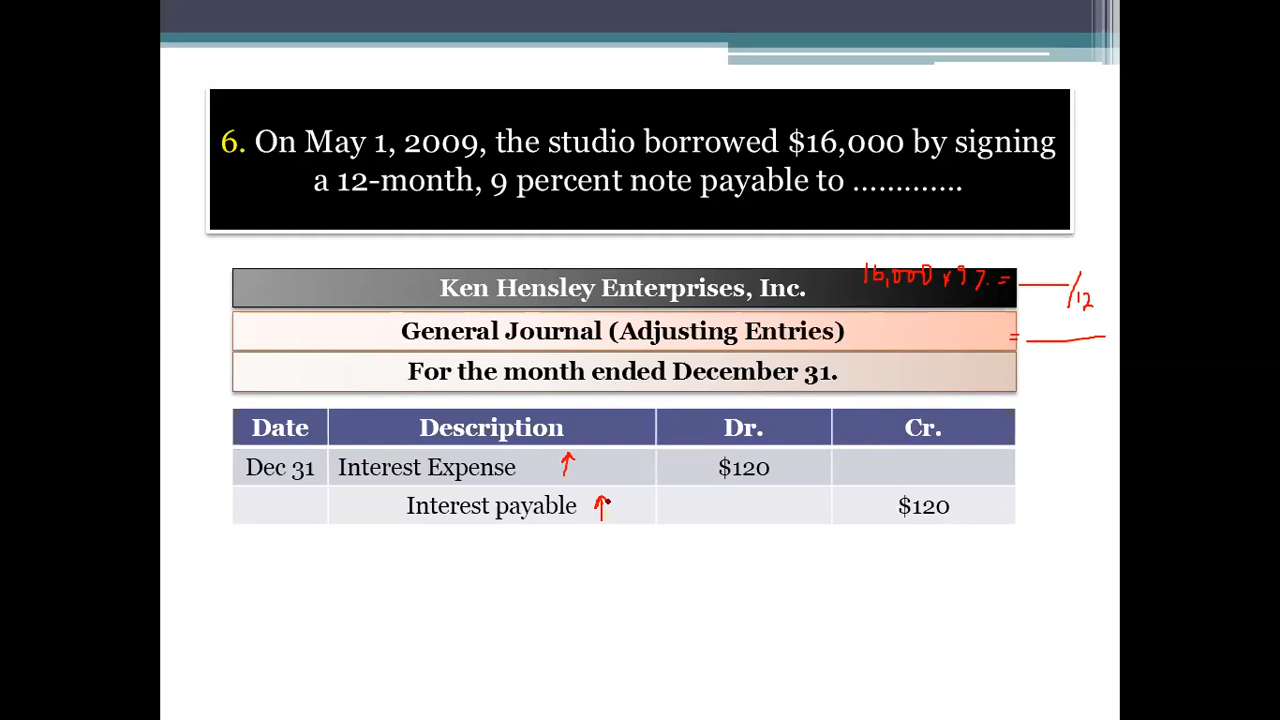 6. On May 1, 2009, the studio borrowed $16,000 by signing
a 12-month, 9 percent note payable to .............
Ken Hensley Enterprises, Inc.
16,000 × 9 % = ___ /12
General Journal (Adjusting Entries)
= ___
For the month ended December 31.
Date Description Dr. Cr.
Dec 31 Interest Expense ↑ $120
Interest payable ↑ $120